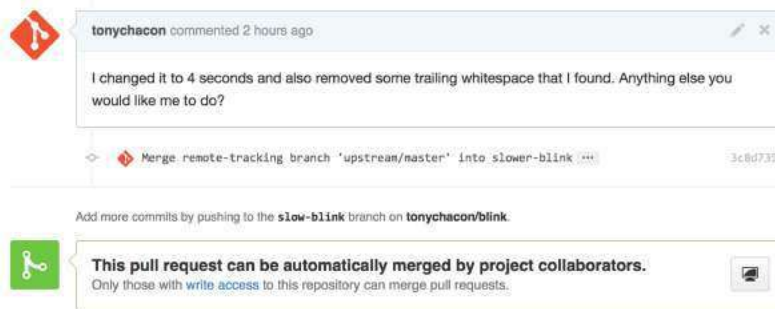 tonychacon commented 2 hours ago
I changed it to 4 seconds and also removed some trailing whitespace that I found. Anything else you
would like me to do?
Merge remote-tracking branch 'upstream/master' into slower-blink ...
3c8d735
Add more commits by pushing to the slow-blink branch on tonychacon/blink.
This pull request can be automatically merged by project collaborators.
Only those with write access to this repository can merge pull requests.